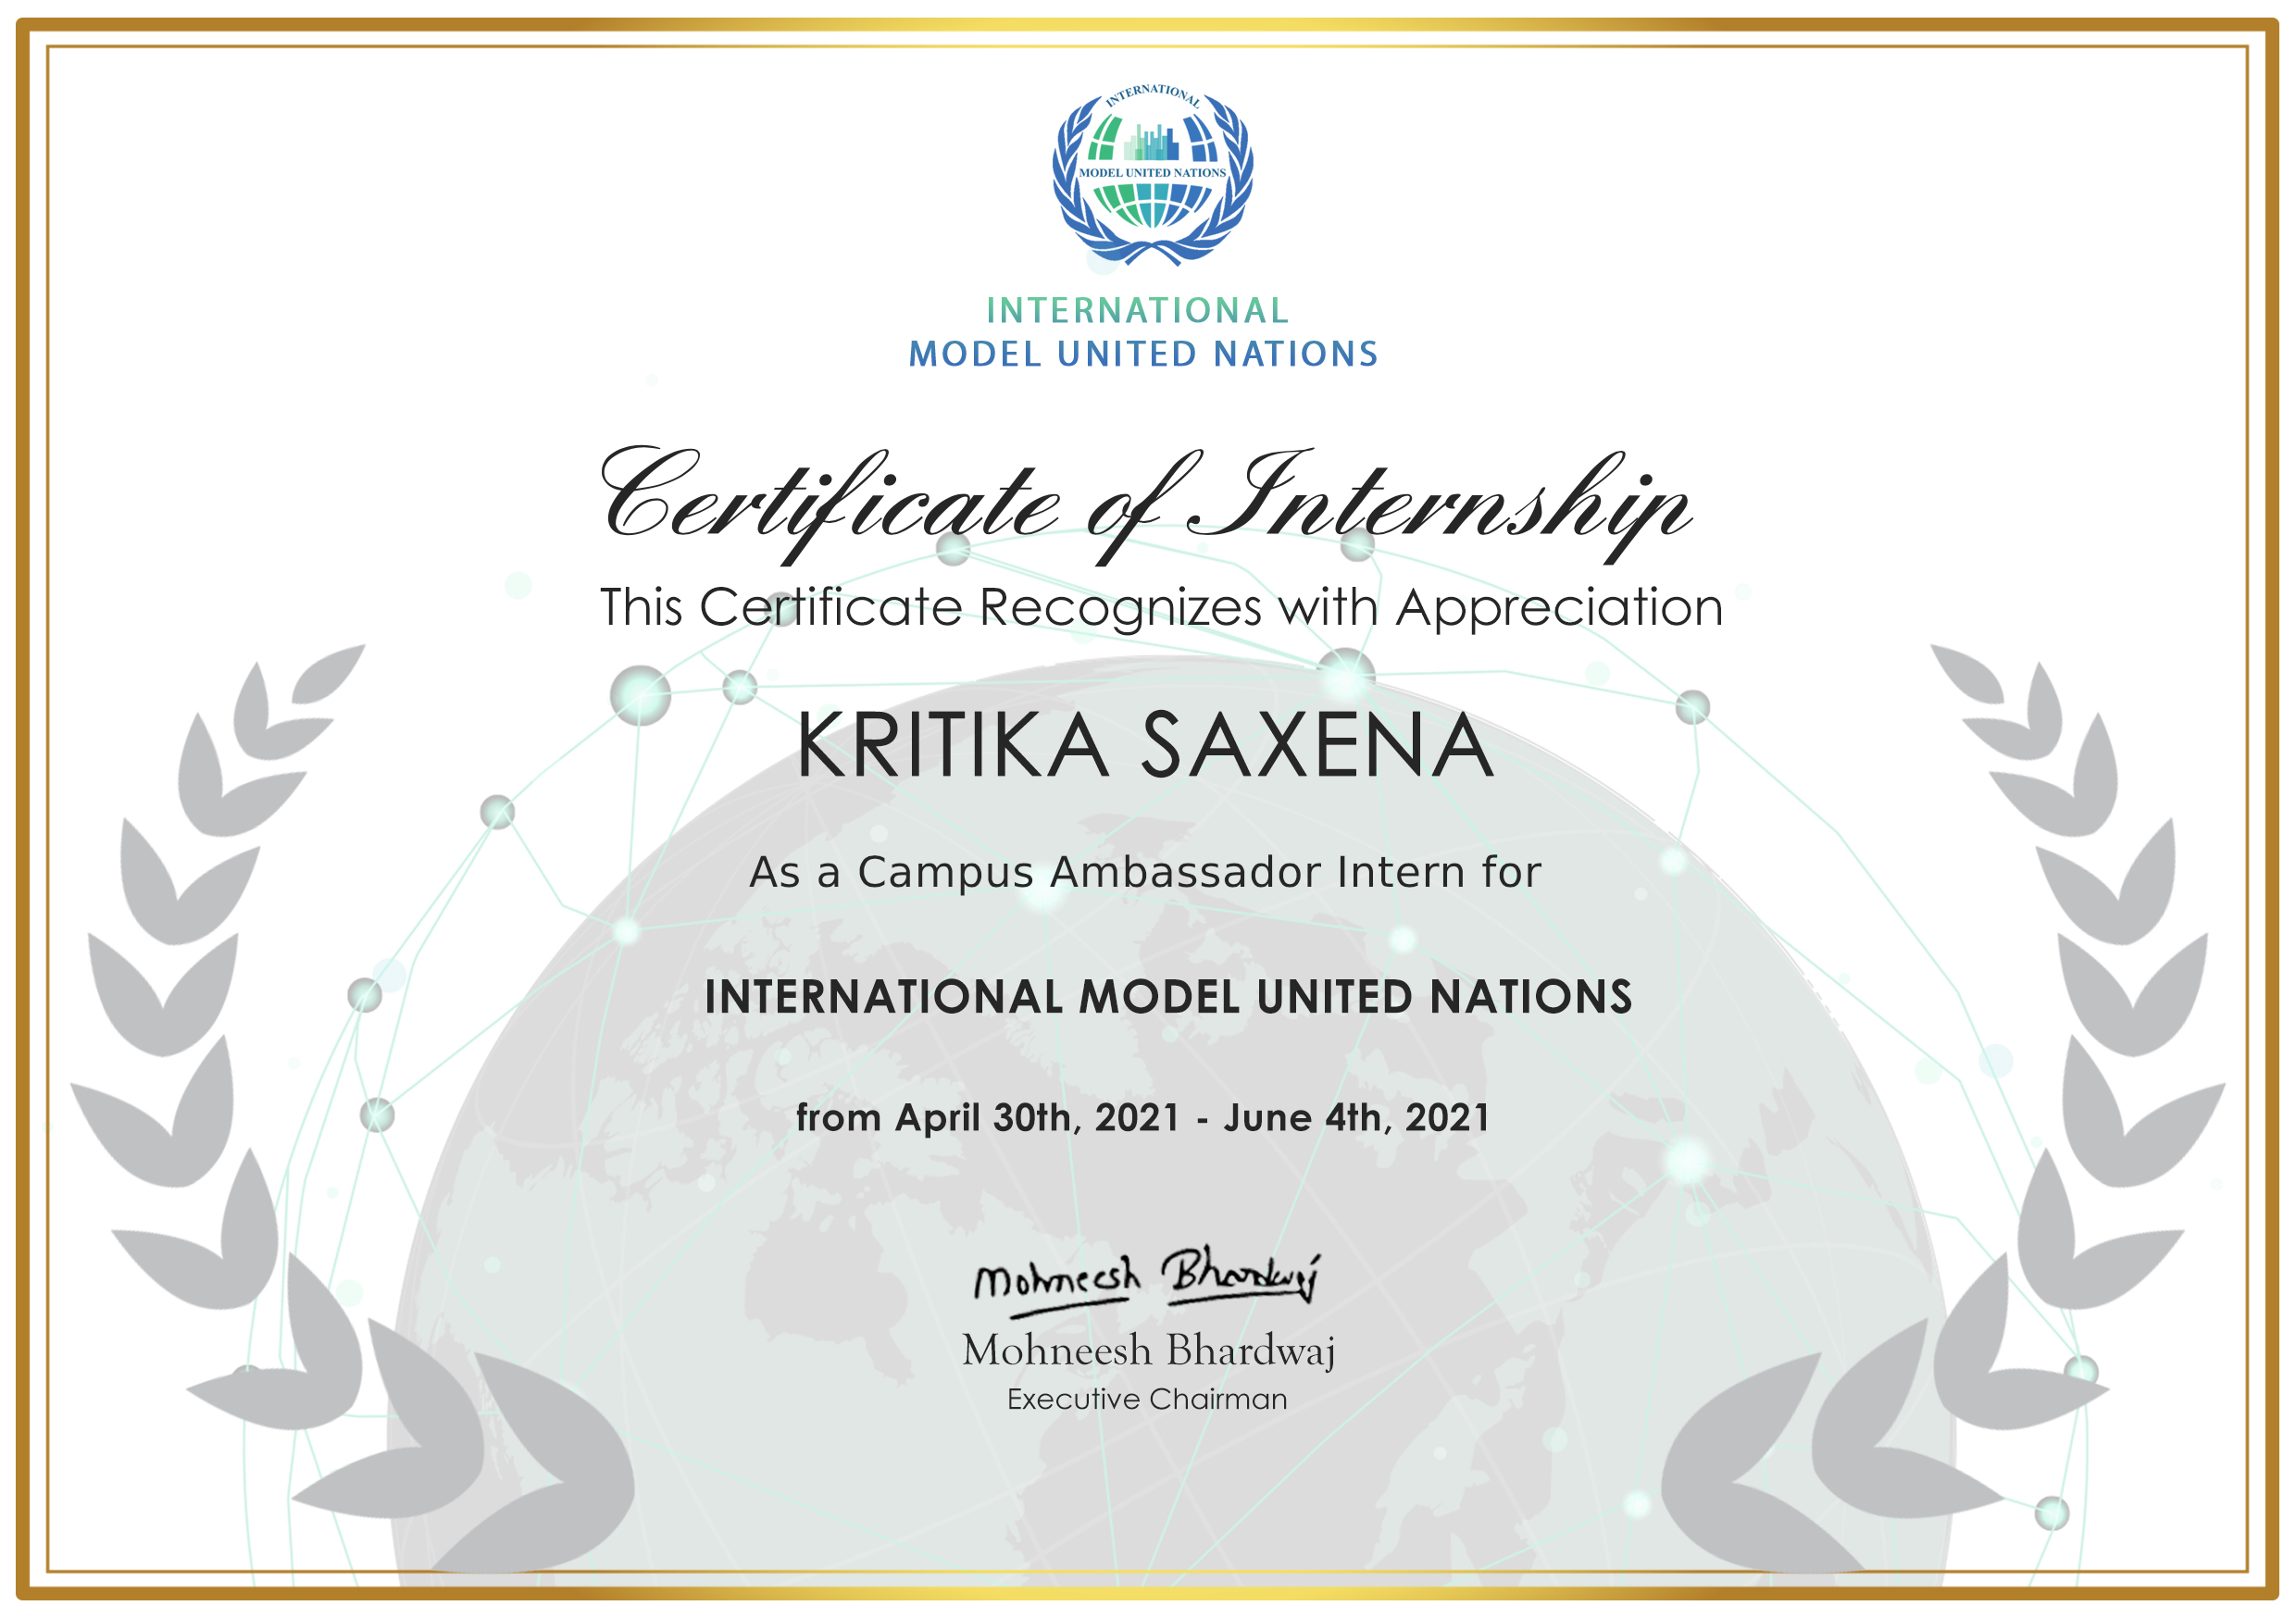 INTERNATIONAL
MODEL UNITED NATIONS
INTERNATIONAL
MODEL UNITED NATIONS
Certificate of Internship
This Certificate Recognizes with Appreciation
KRITIKA SAXENA
As a Campus Ambassador Intern for
INTERNATIONAL MODEL UNITED NATIONS
from April 30th, 2021 - June 4th, 2021
Mohneesh Bhardwaj
Mohneesh Bhardwaj
Executive Chairman